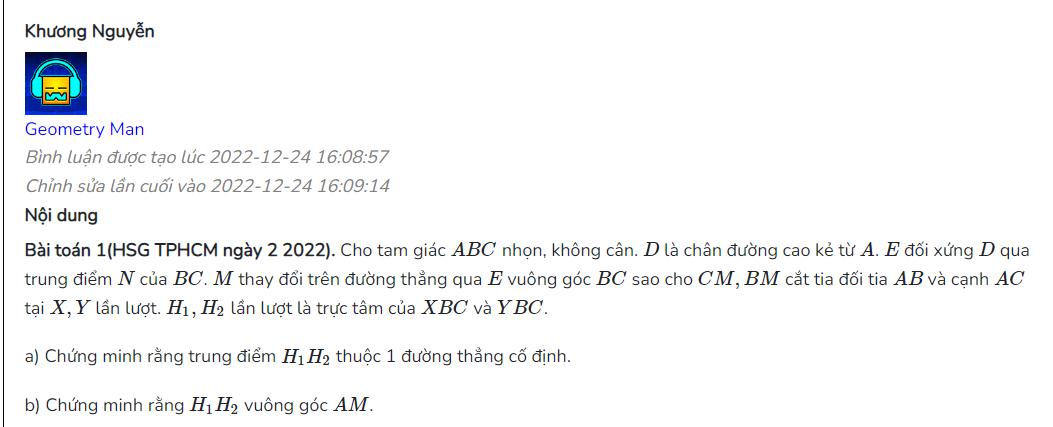 Khương Nguyễn
Geometry Man
Bình luận được tạo lúc 2022-12-24 16:08:57
Chỉnh sửa lần cuối vào 2022-12-24 16:09:14
Nội dung
Bài toán 1(HSG TPHCM ngày 2 2022). Cho tam giác ABC nhọn, không cân. D là chân đường cao kẻ từ A. E đối xứng D qua
trung điểm N của BC. M thay đổi trên đường thẳng qua E vuông góc BC sao cho CM, BM cắt tia đối tia AB và cạnh AC
tại X, Y lần lượt. H₁, H₂ lần lượt là trực tâm của XBC và Y BC.
a) Chứng minh rằng trung điểm H₁H₂ thuộc 1 đường thẳng cố định.
b) Chứng minh rằng H₁H₂ vuông góc AM.